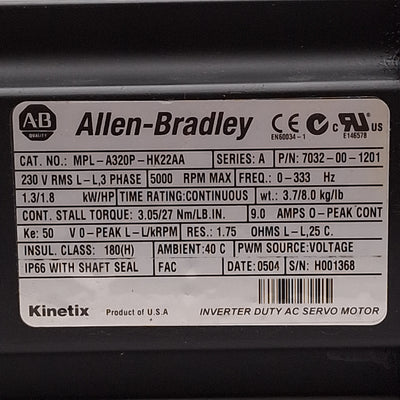 AB
QUALITY
Allen-Bradley
CE
EN60034-1
C
c RU us
E146578
CAT. NO.: MPL-A320P-HK22AA SERIES: A P/N: 7032-00-1201
230 V RMS L-L,3 PHASE 5000 RPM MAX FREQ.: 0-333 Hz
1.3/1.8 kW/HP TIME RATING:CONTINUOUS wt.: 3.7/8.0 kg/lb
CONT. STALL TORQUE: 3.05/27 Nm/LB.IN. 9.0 AMPS 0-PEAK CONT
Ke: 50 V 0-PEAK L-L/kRPM RES.: 1.75 OHMS L-L,25 C.
INSUL. CLASS: 180(H) AMBIENT:40 C PWM SOURCE:VOLTAGE
IP66 WITH SHAFT SEAL FAC DATE:0504 S/N: H001368
Kinetix Product of U.S.A INVERTER DUTY AC SERVO MOTOR